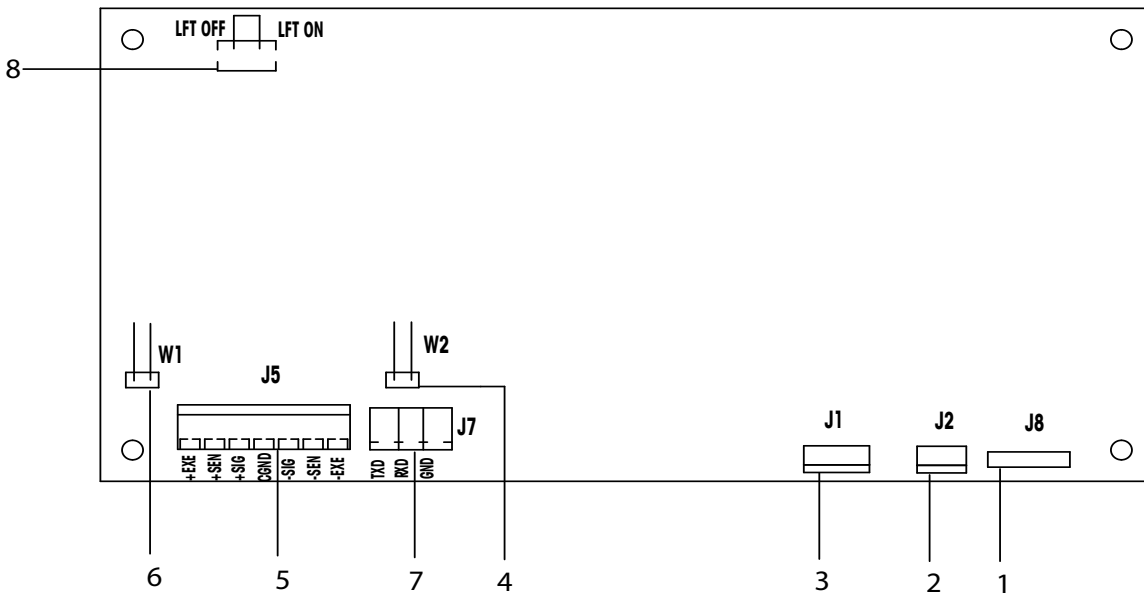 LFT OFF LFT ON
8
W1
W2
J5
J7
J1
J2
J8
+EXE
+SEN
+SIG
CGND
-SIG
-SEN
-EXE
TXD
RXD
GND
6 5 7 4 3 2 1